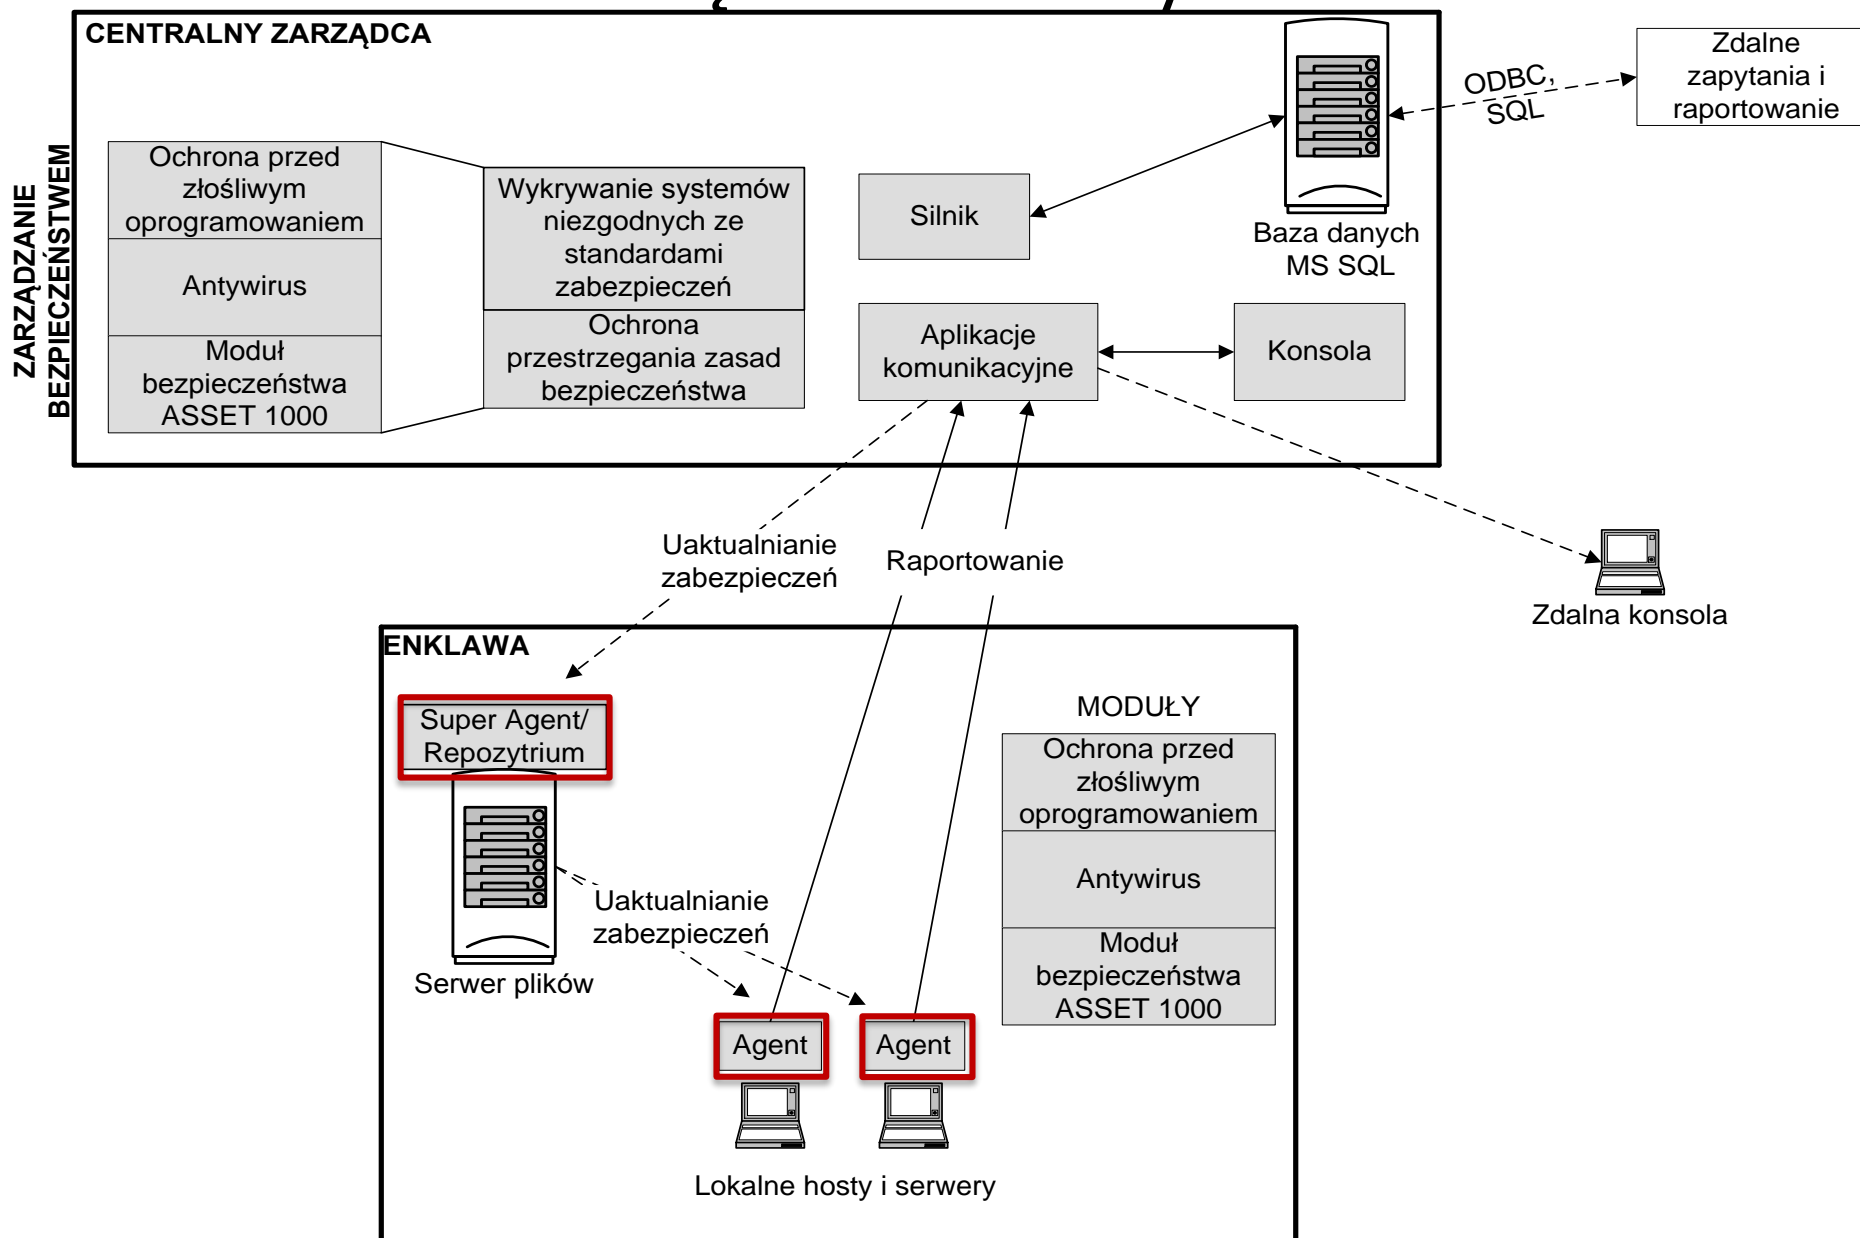 CENTRALNY ZARZĄDCA
Zdalne
zapytania i
raportowanie
ODBC,
SQL
ZARZĄDZANIE
BEZPIECZEŃSTWEM
Ochrona przed
złośliwym
oprogramowaniem
Antywirus
Moduł
bezpieczeństwa
ASSET 1000
Wykrywanie systemów
niezgodnych ze
standardami
zabezpieczeń
Ochrona
przestrzegania zasad
bezpieczeństwa
Silnik
Baza danych
MS SQL
Aplikacje
komunikacyjne
Konsola
Uaktualnianie
zabezpieczeń
Raportowanie
Zdalna konsola
ENKLAWA
Super Agent/
Repozytrium
Serwer plików
Uaktualnianie
zabezpieczeń
Agent
Agent
Lokalne hosty i serwery
MODUŁY
Ochrona przed
złośliwym
oprogramowaniem
Antywirus
Moduł
bezpieczeństwa
ASSET 1000